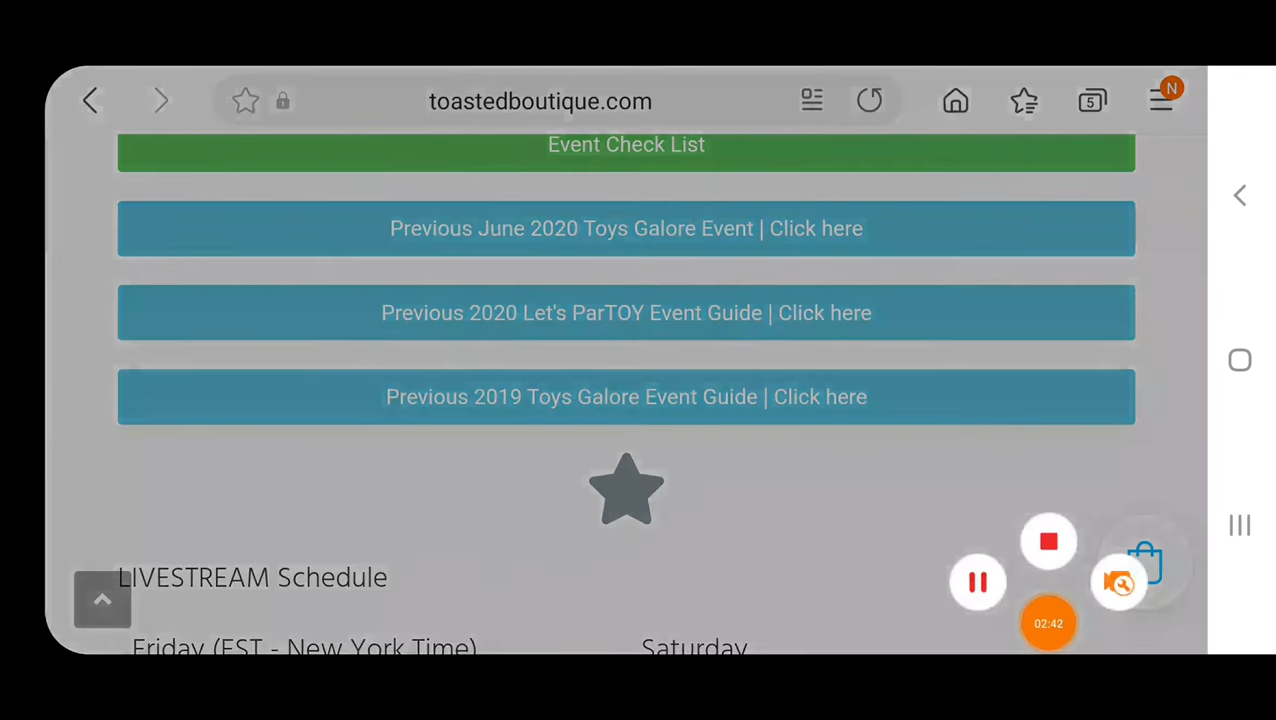 toastedboutique.com
5
N
Event Check List
Previous June 2020 Toys Galore Event | Click here
Previous 2020 Let's ParTOY Event Guide | Click here
Previous 2019 Toys Galore Event Guide | Click here
LIVESTREAM Schedule
02:42
Friday (EST - New York Time)
Saturday